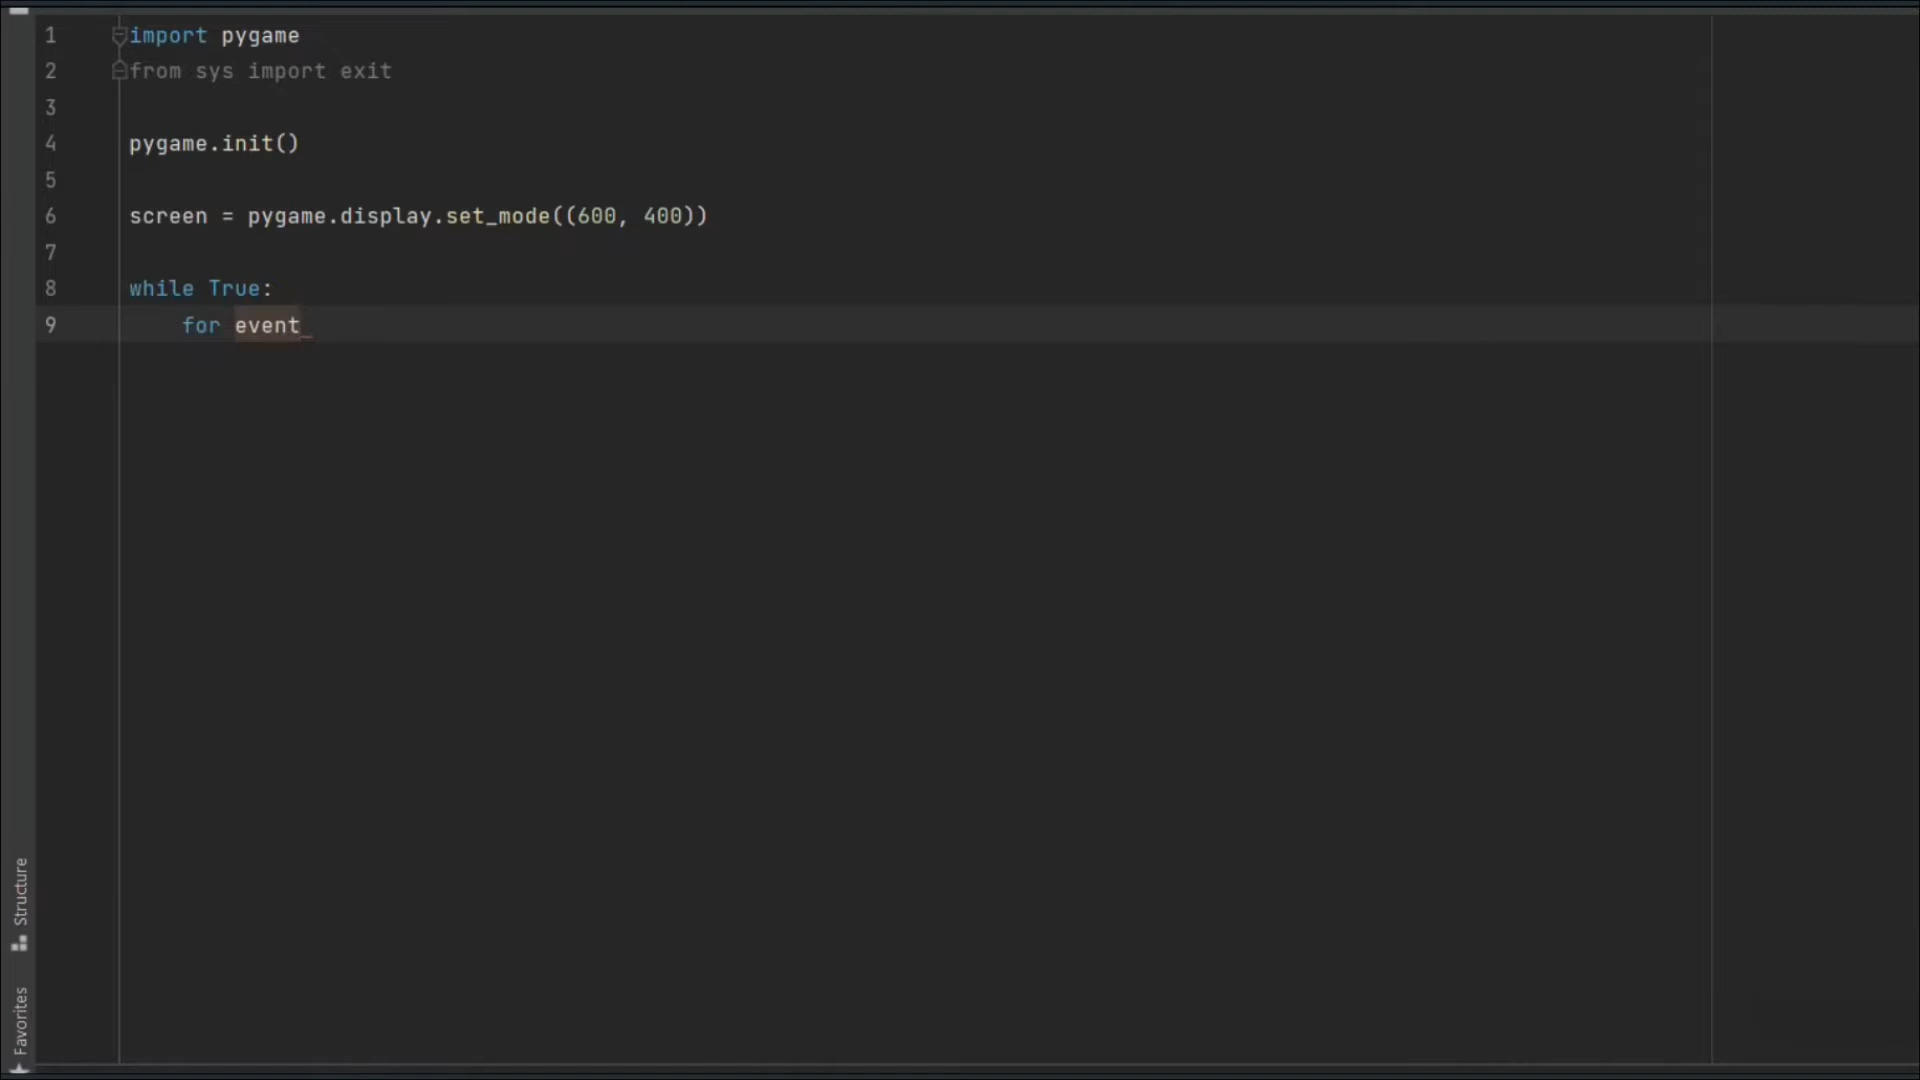 1 import pygame
2 from sys import exit
3
4 pygame.init()
5
6 screen = pygame.display.set_mode((600, 400))
7
8 while True:
9     for event_
Structure
Favorites